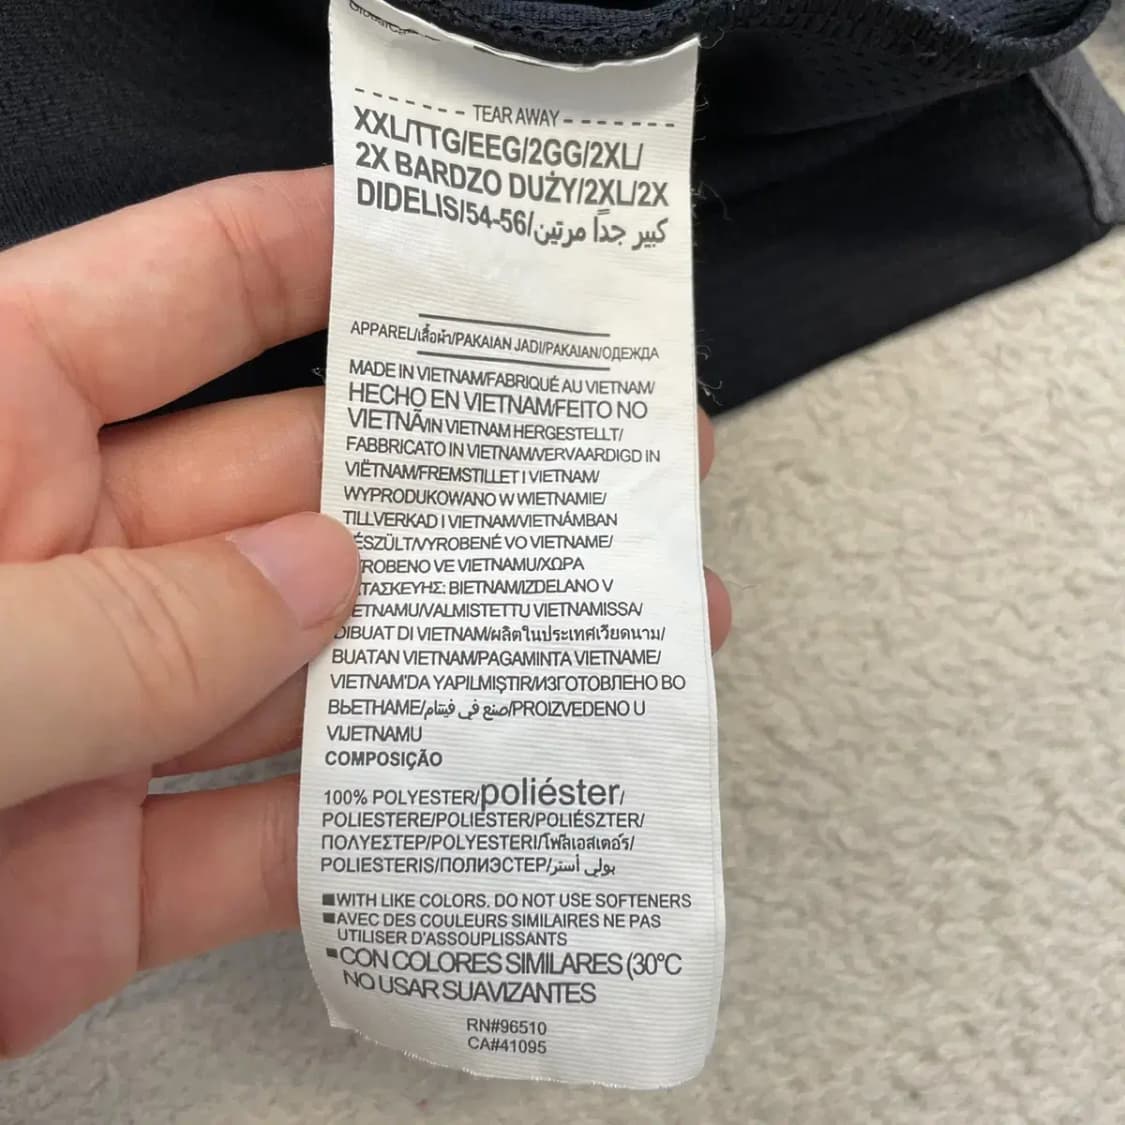 TEAR AWAY
XXL/TTG/EEG/2GG/2XL/
2X BARDZO DUŻY/2XL/2X
DIDELIS/54-56/كبير جداً مرتين
APPAREL/เสื้อผ้า/PAKAIAN JADI/PAKAIAN/ОДЕЖДА
MADE IN VIETNAM/FABRIQUÉ AU VIETNAM/
HECHO EN VIETNAM/FEITO NO
VIETNÃ/IN VIETNAM HERGESTELLT/
FABBRICATO IN VIETNAM/VERVAARDIGD IN
VIËTNAM/FREMSTILLET I VIETNAM/
WYPRODUKOWANO W WIETNAMIE/
TILLVERKAD I VIETNAM/VIETNÁMBAN
ÉSZÜLT/VYROBENÉ VO VIETNAME/
ROBENO VE VIETNAMU/ΧΩΡΑ
ΤΑΣΚΕΥΗΣ: ΒΙΕΤΝΑΜ/IZDELANO V
ETNAMU/VALMISTETTU VIETNAMISSA/
DIBUAT DI VIETNAM/ผลิตในประเทศเวียดนาม/
BUATAN VIETNAM/PAGAMINTA VIETNAME/
VIETNAM'DA YAPILMIŞTIR/ИЗГОТОВЛЕНО ВО
ВЬЕТНАМЕ/صنع في فيتنام/PROIZVEDENO U
VIJETNAMU
COMPOSIÇÃO
100% POLYESTER/poliéster/
POLIESTERE/POLIESTER/POLIÉSZTER/
ΠΟΛΥΕΣΤΕΡ/POLYESTERI/โพลีเอสเตอร์/
POLIESTERIS/ПОЛИЭСТЕР/بولي أستر
■WITH LIKE COLORS. DO NOT USE SOFTENERS
■AVEC DES COULEURS SIMILAIRES NE PAS
UTILISER D'ASSOUPLISSANTS
■CON COLORES SIMILARES (30°C
NO USAR SUAVIZANTES
RN#96510
CA#41095